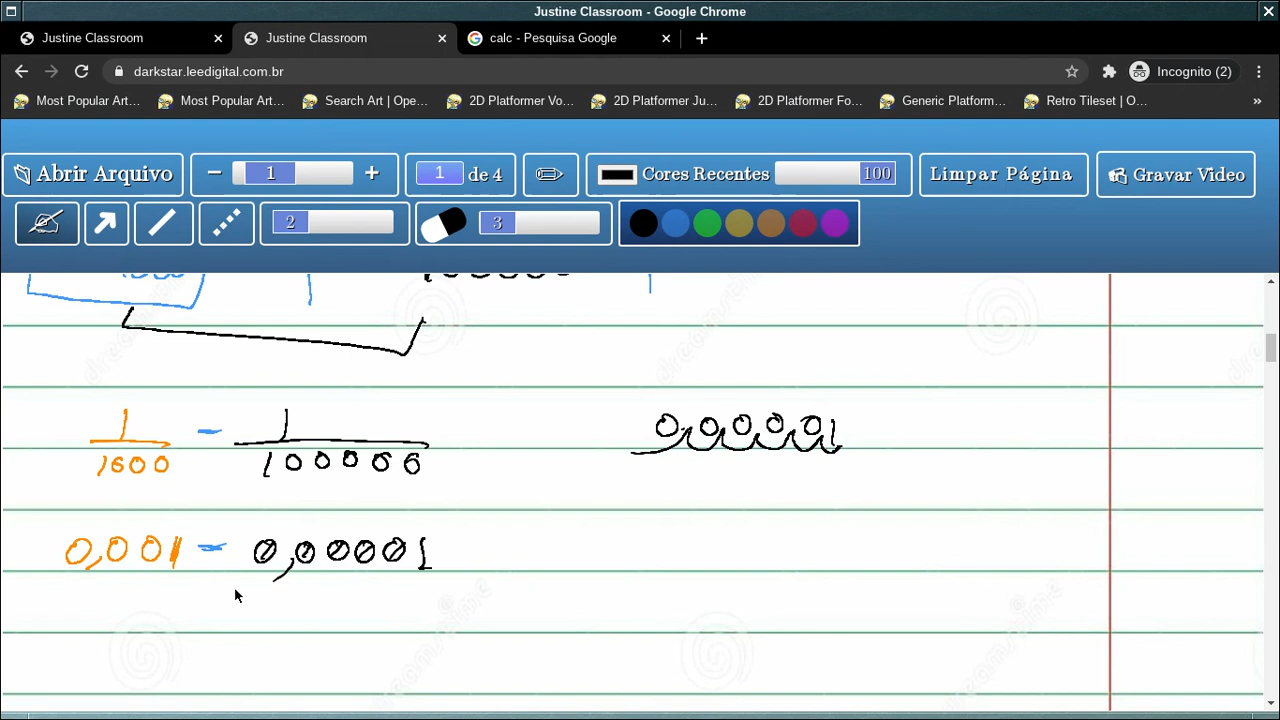 Justine Classroom - Google Chrome
Justine Classroom
Justine Classroom
calc - Pesquisa Google
darkstar.leedigital.com.br
Incognito (2)
Most Popular Art...
Most Popular Art...
Search Art | Ope...
2D Platformer Vo...
2D Platformer Ju...
2D Platformer Fo...
Generic Platform...
Retro Tileset | O...
Abrir Arquivo
− 1 +
1 de 4
Cores Recentes 100
Limpar Página
Gravar Video
2
3
1 - 1
1000 100000
0,00001
0,001 - 0,00001